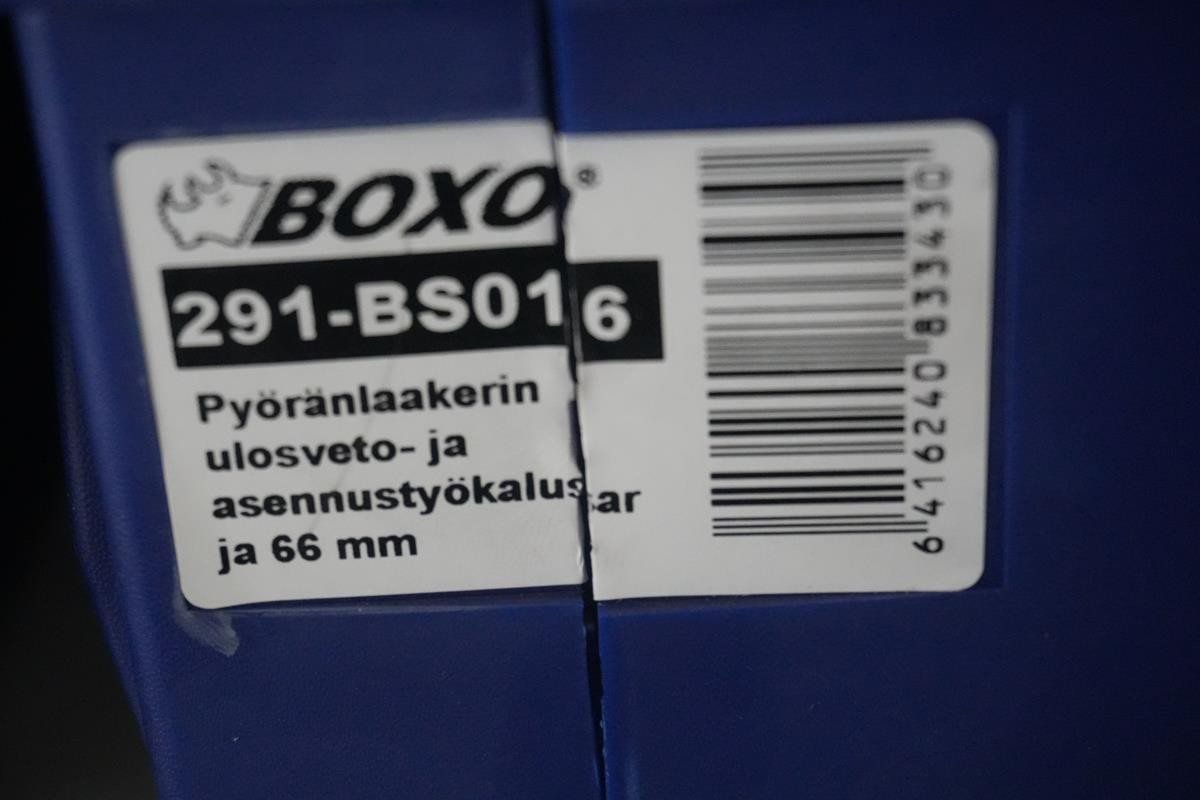 BOXO®
291-BS016
Pyöränlaakerin
ulosveto- ja
asennustyökalusar
ja 66 mm
6416240833430